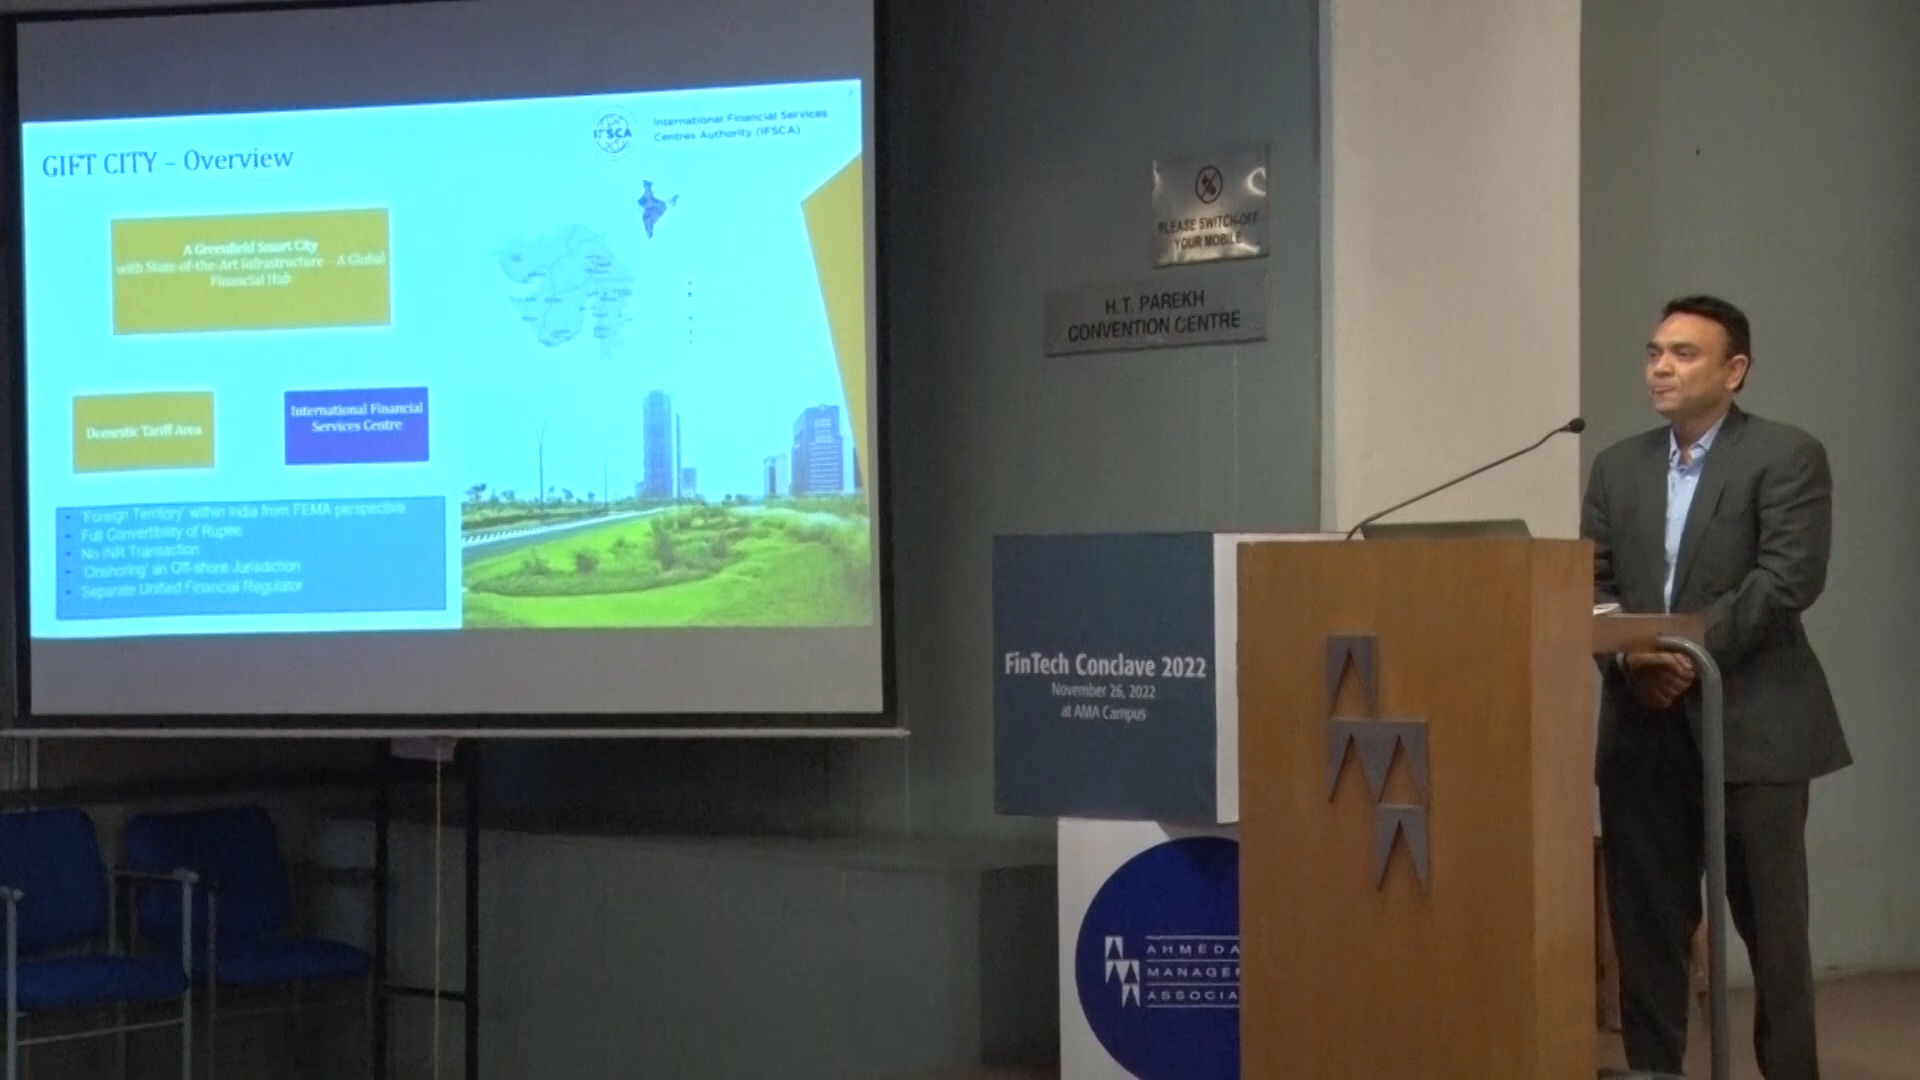 International Financial Services
Centres Authority (IFSCA)
IFSCA
GIFT CITY – Overview
A Greenfield Smart City
with State-of-the-Art Infrastructure - A Global
Financial Hub
Domestic Tariff Area
International Financial
Services Centre
• 'Foreign Territory' within India from FEMA perspective
• Full Convertibility of Rupee
• No INR Transaction
• 'Onshoring' an Off-shore Jurisdiction
• Separate Unified Financial Regulator
PLEASE SWITCH-OFF
YOUR MOBILE
H.T. PAREKH
CONVENTION CENTRE
FinTech Conclave 2022
November 26, 2022
at AMA Campus
AMA
AHMEDA
MANAGEM
ASSOCIA